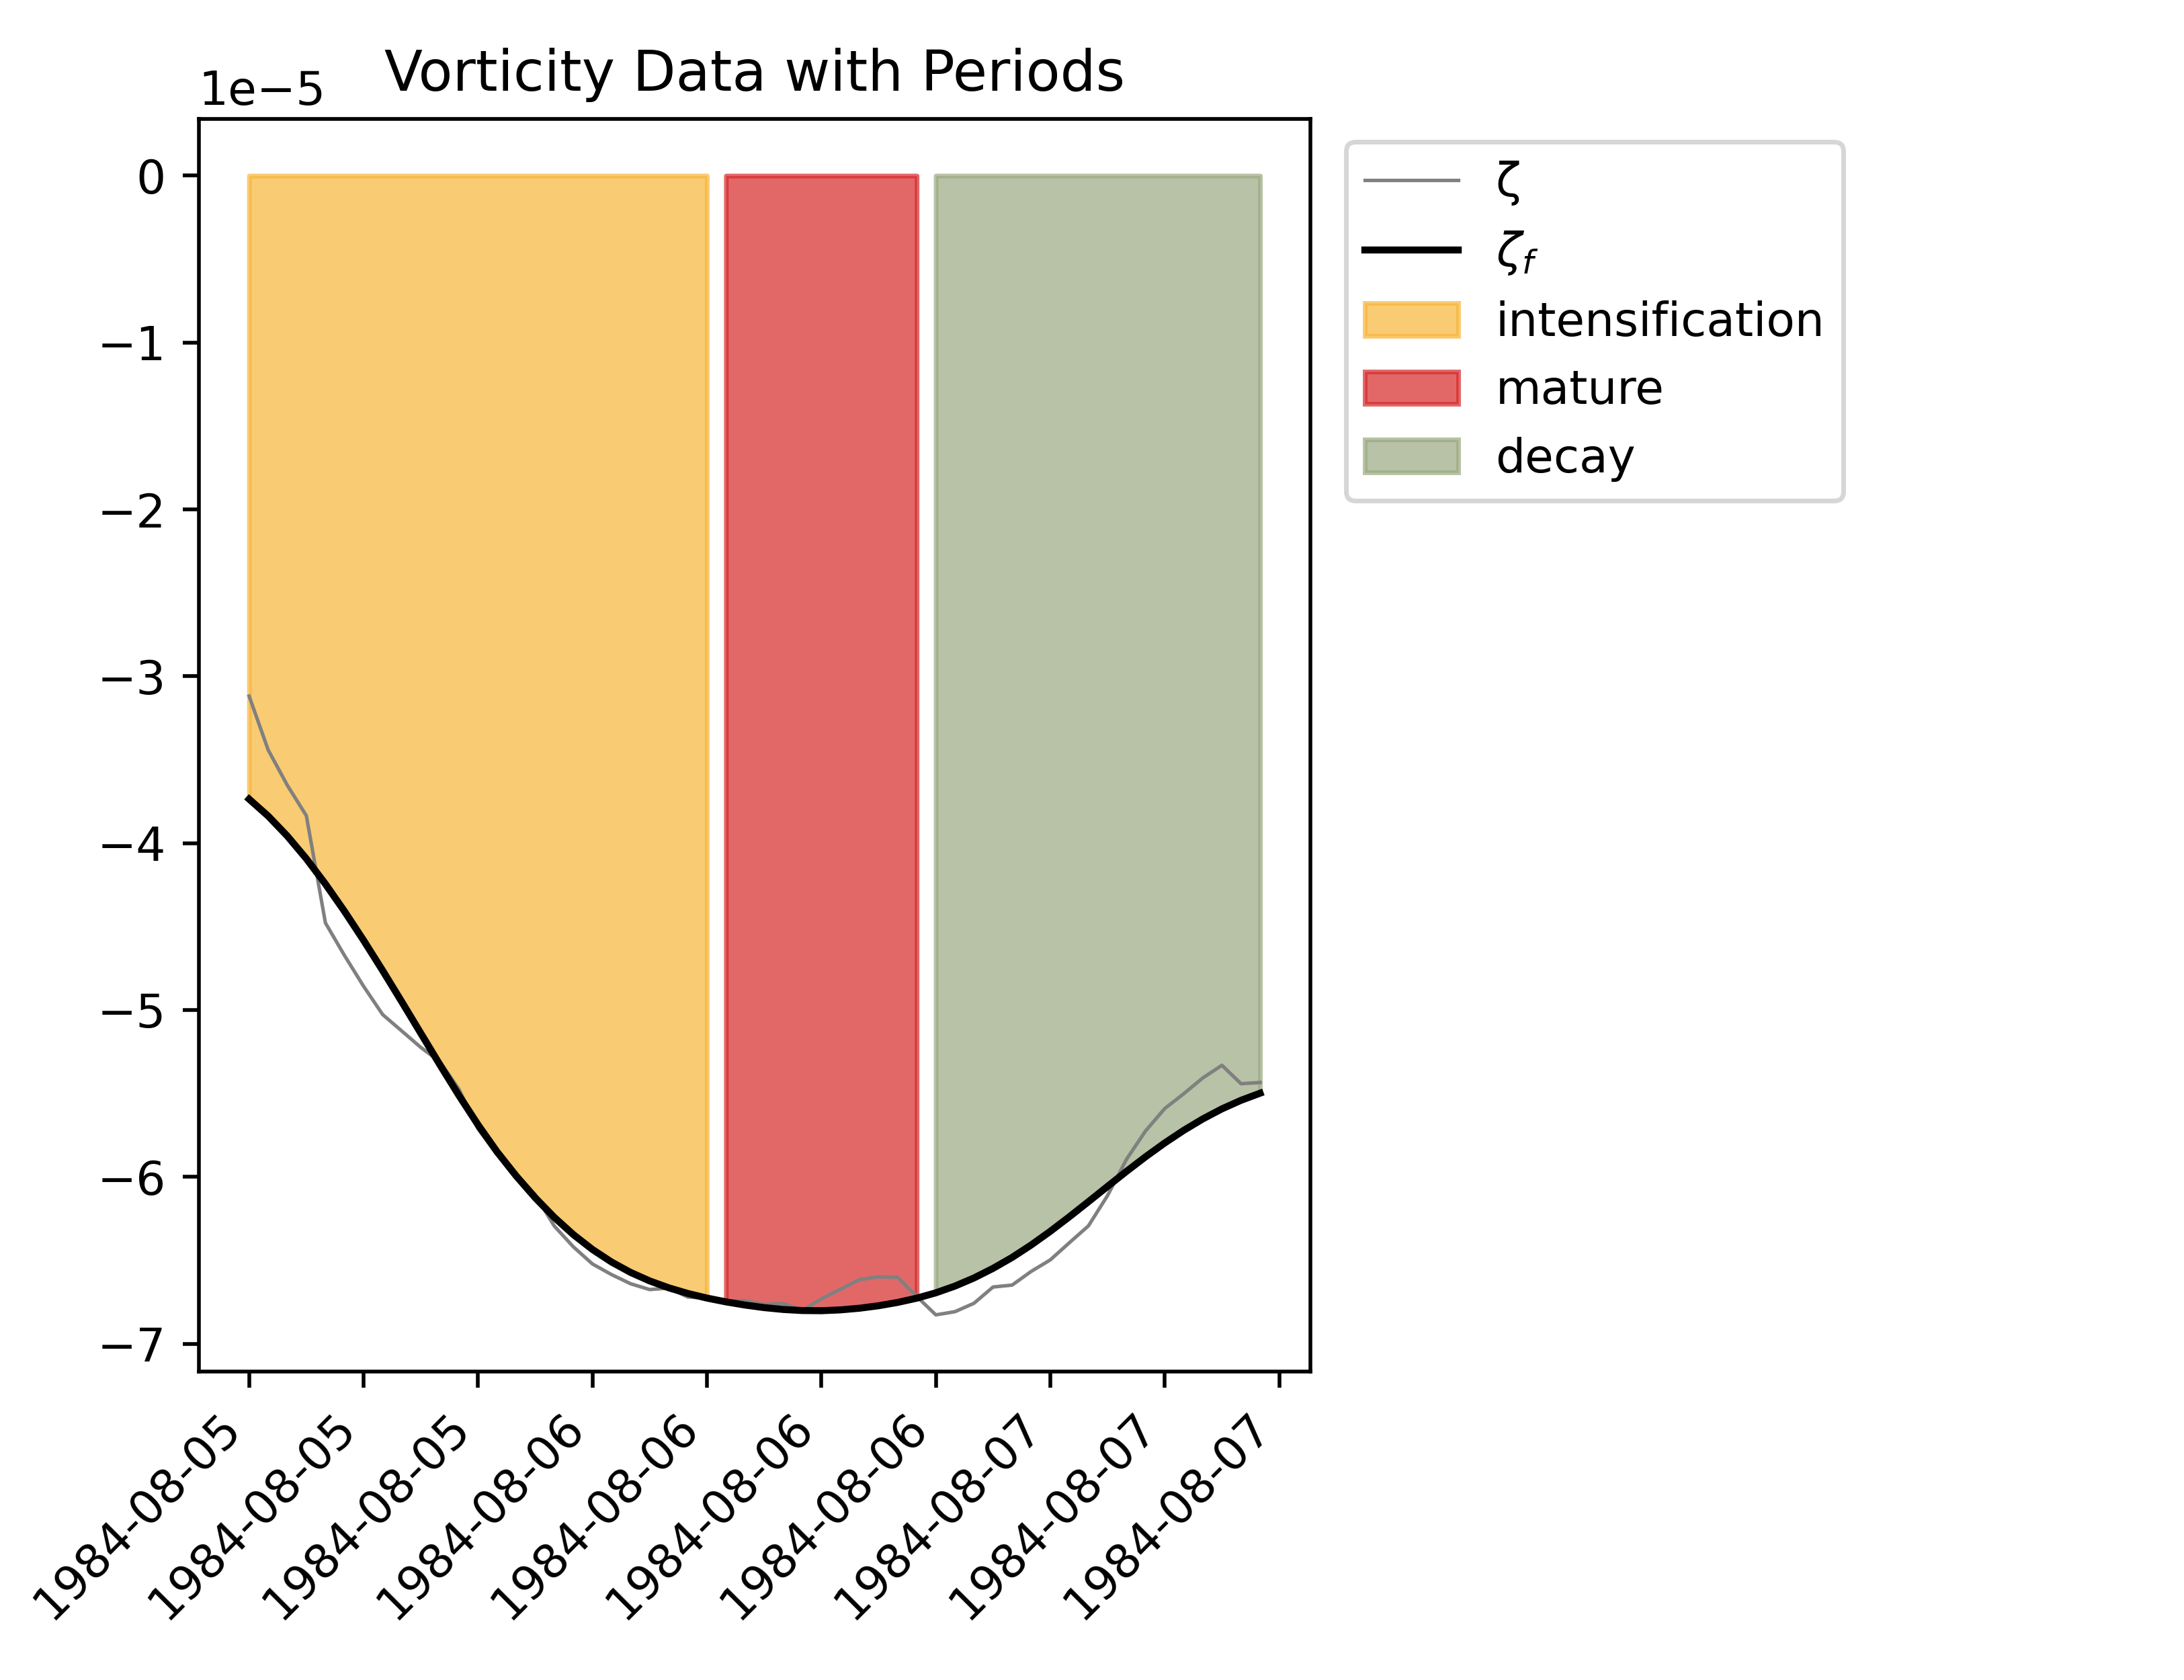 Vorticity Data with Periods
1e−5
0
−1
−2
−3
−4
−5
−6
−7
1984-08-05
1984-08-05
1984-08-05
1984-08-06
1984-08-06
1984-08-06
1984-08-06
1984-08-07
1984-08-07
1984-08-07
ζ
ζf
intensification
mature
decay